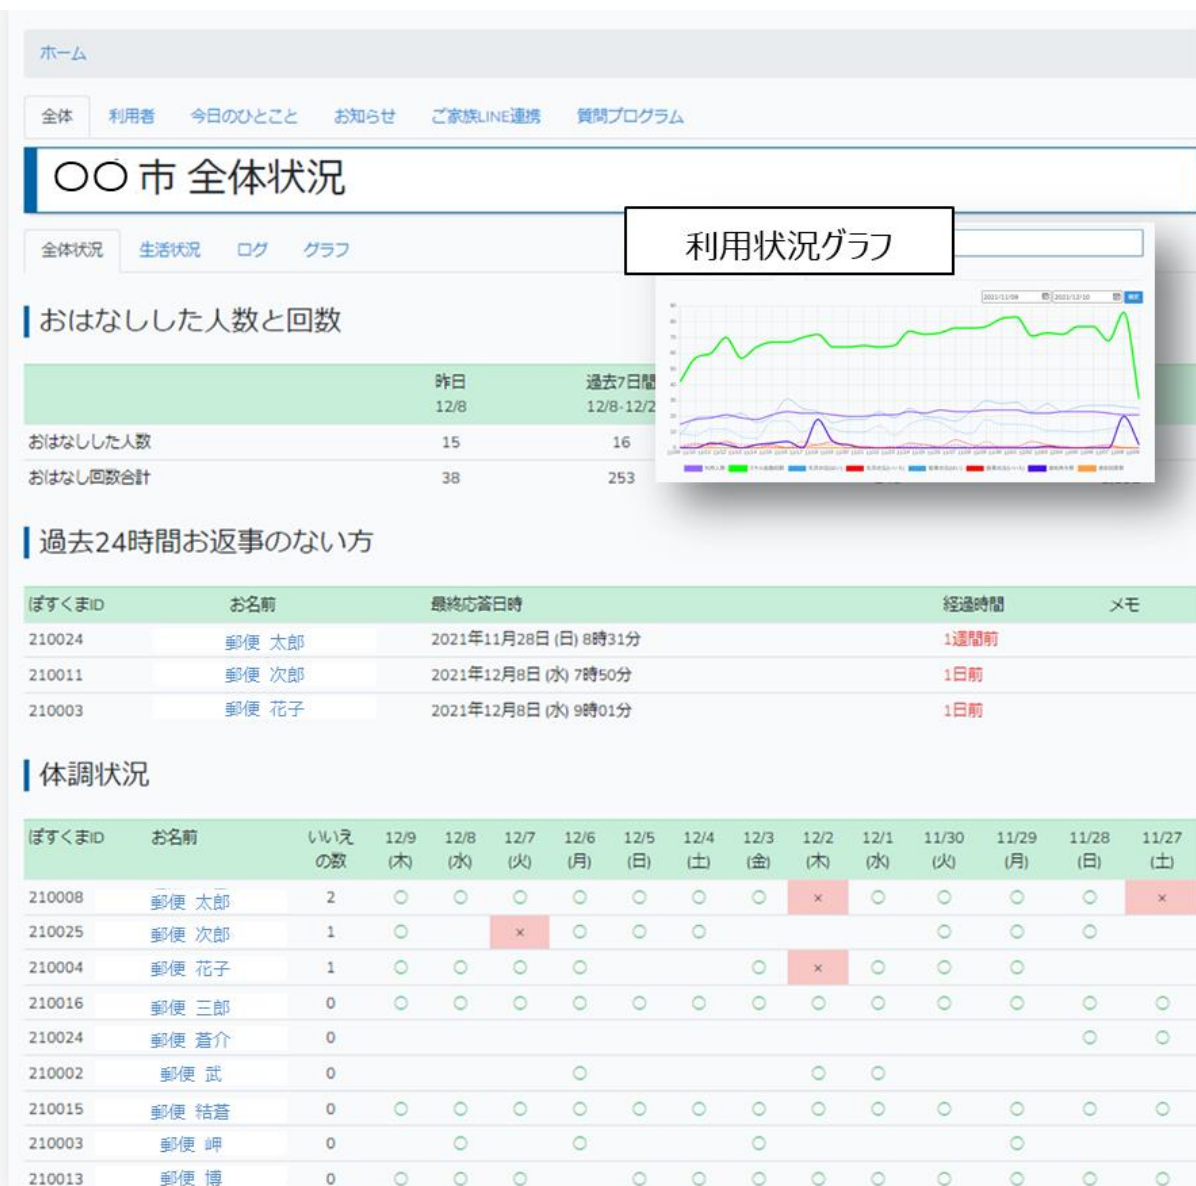 ホーム
全体 利用者 今日のひとこと お知らせ ご家族LINE連携 質問プログラム
〇〇市 全体状況
全体状況 生活状況 ログ グラフ
利用状況グラフ
2021/11/09 2021/12/10
おはなしした人数と回数
昨日 過去7日間
12/8 12/8-12/2
おはなしした人数 15 16
おはなし回数合計 38 253
過去24時間お返事のない方
ぽすくまID お名前 最終応答日時 経過時間 メモ
210024 郵便 太郎 2021年11月28日 (日) 8時31分 1週間前
210011 郵便 次郎 2021年12月8日 (水) 7時50分 1日前
210003 郵便 花子 2021年12月8日 (水) 9時01分 1日前
体調状況
ぽすくまID お名前 いいえ 12/9 12/8 12/7 12/6 12/5 12/4 12/3 12/2 12/1 11/30 11/29 11/28 11/27
の数 (木) (水) (火) (月) (日) (土) (金) (木) (水) (火) (月) (日) (土)
210008 郵便 太郎 2 〇 〇 〇 〇 〇 〇 〇 × 〇 〇 〇 〇 ×
210025 郵便 次郎 1 〇 × 〇 〇 〇 〇 〇 〇
210004 郵便 花子 1 〇 〇 〇 〇 〇 × 〇 〇 〇
210016 郵便 三郎 0 〇 〇 〇 〇 〇 〇 〇 〇 〇 〇 〇 〇 〇
210024 郵便 蒼介 0 〇 〇
210002 郵便 武 0 〇 〇 〇
210015 郵便 結蒼 0 〇 〇 〇 〇 〇 〇 〇 〇 〇 〇 〇 〇 〇
210003 郵便 岬 0 〇 〇 〇 〇
210013 郵便 博 0 〇 〇 〇 〇 〇 〇 〇 〇 〇 〇 〇 〇